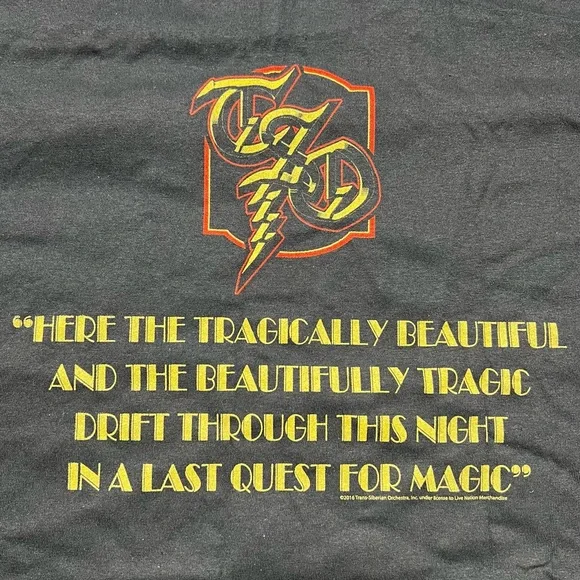 TSO
“HERE THE TRAGICALLY BEAUTIFUL
AND THE BEAUTIFULLY TRAGIC
DRIFT THROUGH THIS NIGHT
IN A LAST QUEST FOR MAGIC”
©2016 Trans-Siberian Orchestra, Inc. under license to Live Nation Merchandise